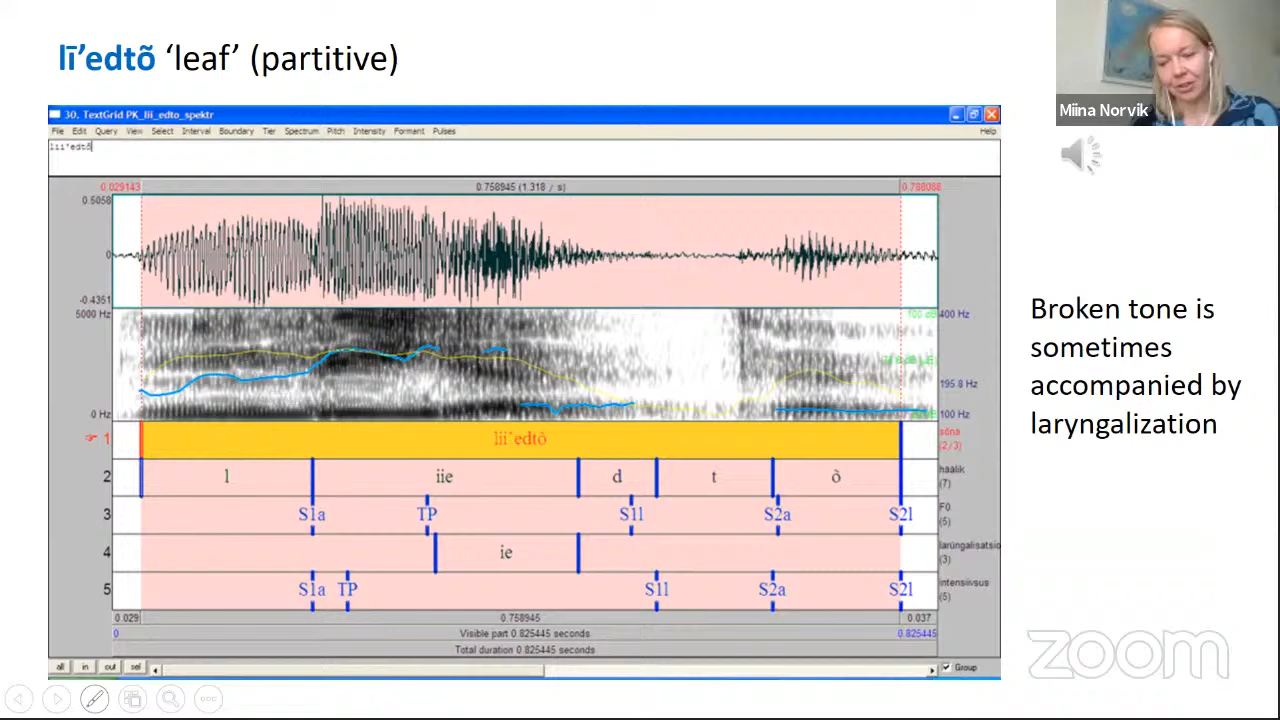 lī’edtõ ‘leaf’ (partitive)
Miina Norvik
30. TextGrid PK_lii_edto_spektr
File Edit Query View Select Interval Boundary Tier Spectrum Pitch Intensity Formant Pulses Help
lii'edtõ
0.029143 0.758945 (1.318 / s) 0.788088
0.5058
0
-0.4351
5000 Hz 100 dB 400 Hz
195.8 Hz
0 Hz 100 Hz
1 lii'edtõ sõna
(2/3)
2 l iie d t õ häälik
(7)
3 S1a TP S1l S2a S2l F0
(5)
4 ie larüngalisatsio
(3)
5 S1a TP S1l S2a S2l intensiivsus
(5)
0.029 0.758945 0.037
0 Visible part 0.825445 seconds 0.825445
Total duration 0.825445 seconds
all in out sel Group
Broken tone is
sometimes
accompanied by
laryngalization
zoom